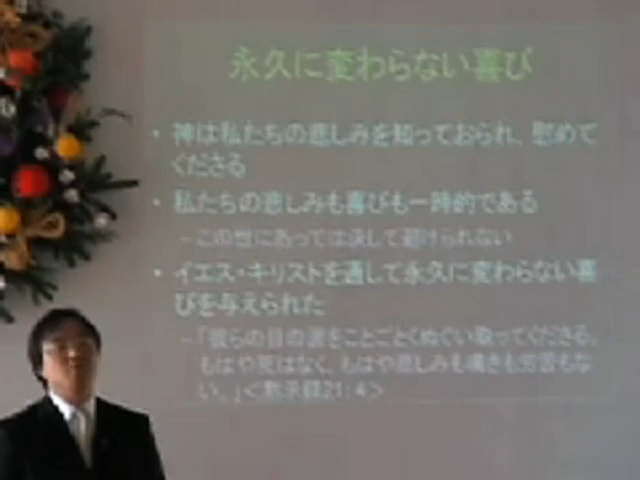 永久に変わらない喜び
・神は私たちの悲しみを知っておられ、慰めて
くださる
・私たちの悲しみも喜びも一時的である
－この世にあっては決して避けられない
・イエス・キリストを通して永久に変わらない喜
びを与えられた
－「彼らの目の涙をことごとくぬぐい取ってくださる。
もはや死はなく、もはや悲しみも嘆きも労苦もな
い。」＜黙示録21：4＞